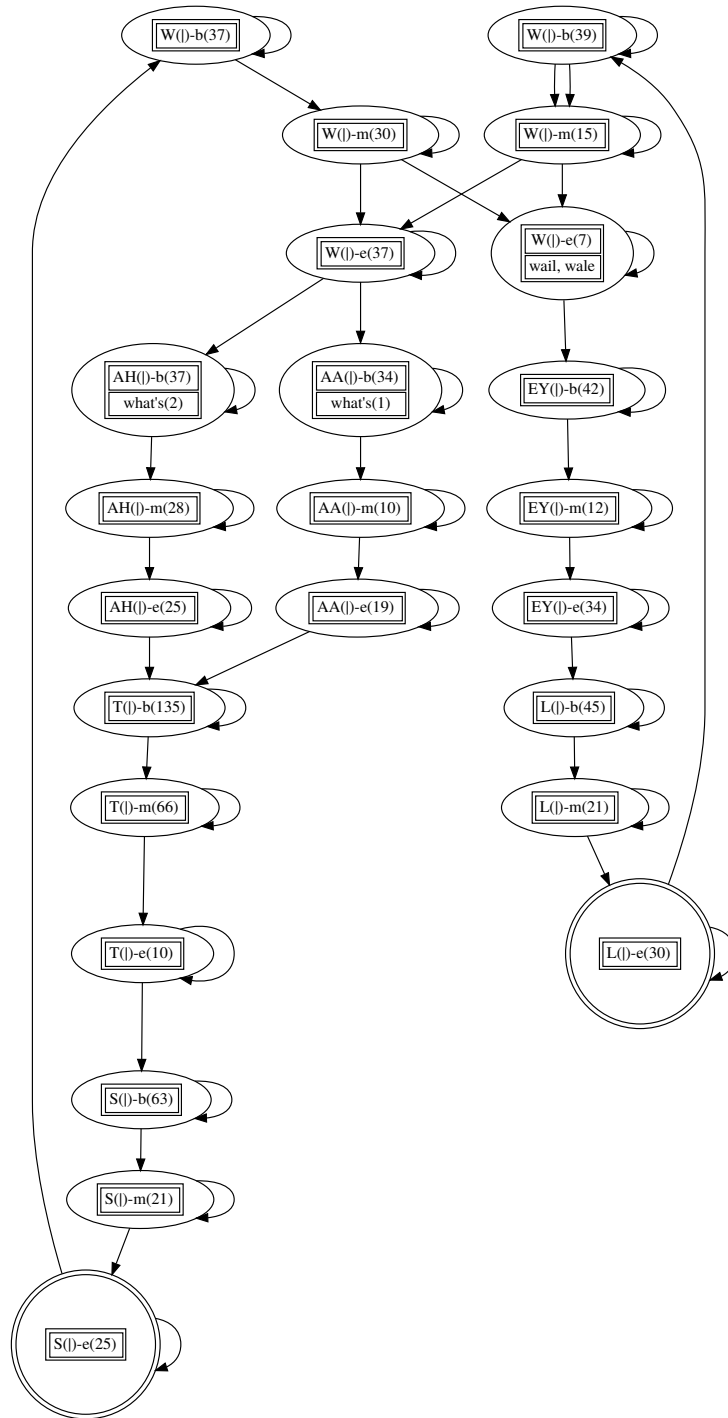 W(|)-b(37)
W(|)-b(39)
W(|)-m(30)
W(|)-m(15)
W(|)-e(37)
W(|)-e(7)
wail, wale
AH(|)-b(37)
what's(2)
AA(|)-b(34)
what's(1)
EY(|)-b(42)
AH(|)-m(28)
AA(|)-m(10)
EY(|)-m(12)
AH(|)-e(25)
AA(|)-e(19)
EY(|)-e(34)
T(|)-b(135)
L(|)-b(45)
T(|)-m(66)
L(|)-m(21)
T(|)-e(10)
L(|)-e(30)
S(|)-b(63)
S(|)-m(21)
S(|)-e(25)